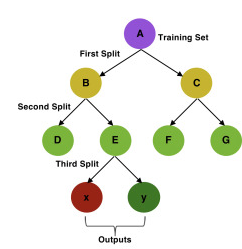 A
Training Set
First Split
B
C
Second Split
D
E
F
G
Third Split
x
y
Outputs